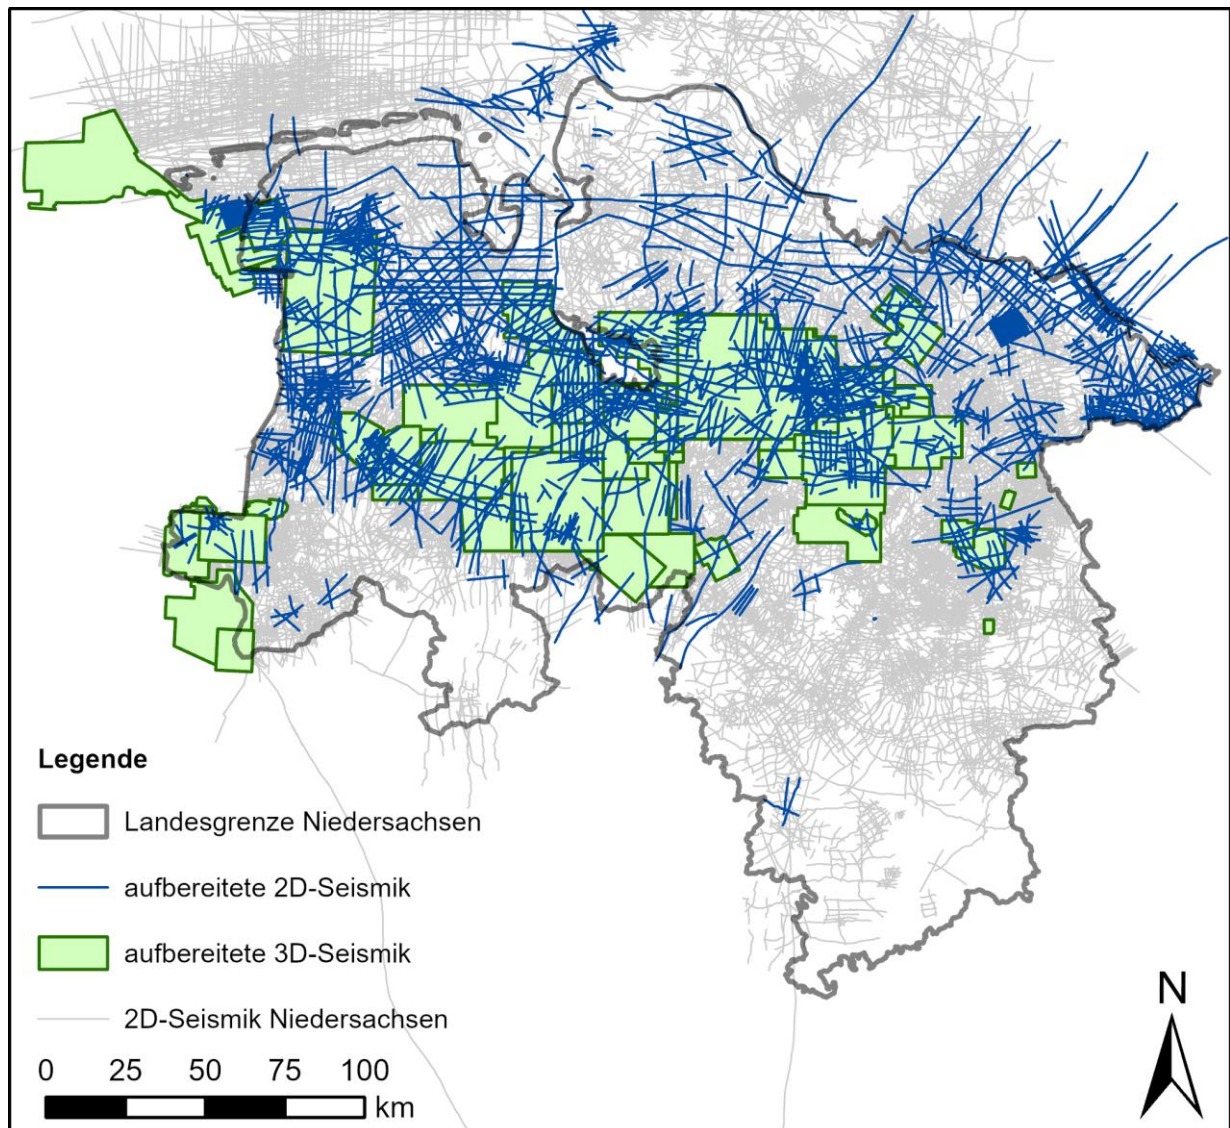 Legende
Landesgrenze Niedersachsen
aufbereitete 2D-Seismik
aufbereitete 3D-Seismik
2D-Seismik Niedersachsen
0 25 50 75 100
km
N